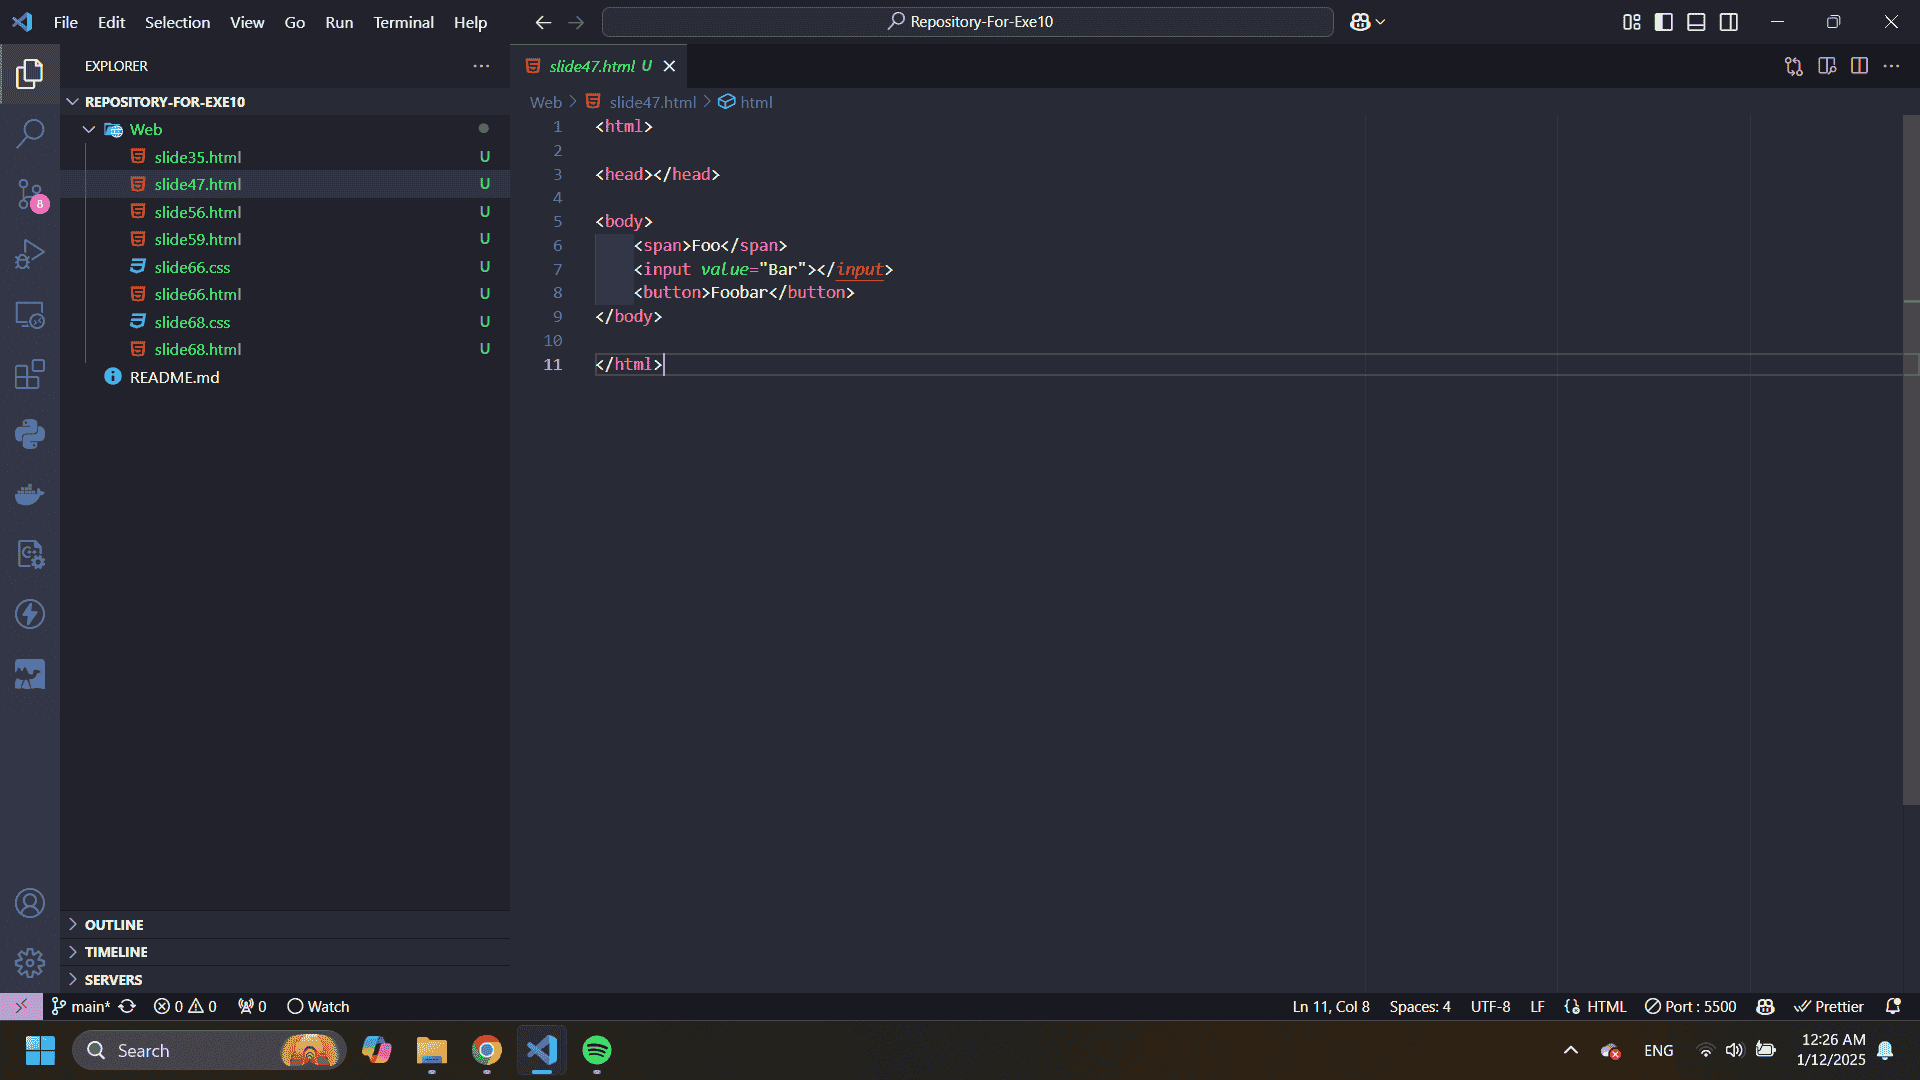 File Edit Selection View Go Run Terminal Help
Repository-For-Exe10
EXPLORER
slide47.html U
REPOSITORY-FOR-EXE10
Web
slide35.html U
slide47.html U
slide56.html U
slide59.html U
slide66.css U
slide66.html U
slide68.css U
slide68.html U
README.md
8
OUTLINE
TIMELINE
SERVERS
Web > slide47.html > html
1 <html>
2
3 <head></head>
4
5 <body>
6 <span>Foo</span>
7 <input value="Bar"></input>
8 <button>Foobar</button>
9 </body>
10
11 </html>
main* 0 0 0 Watch
Ln 11, Col 8 Spaces: 4 UTF-8 LF HTML Port : 5500 Prettier
Search
ENG
12:26 AM
1/12/2025